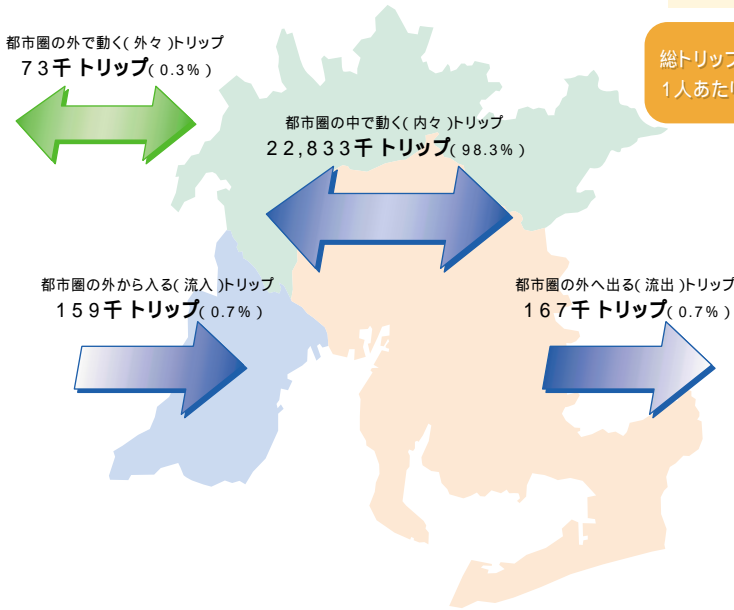 都市圏の外で動く(外々)トリップ
73千トリップ(0.3%)
総トリップ
1人あたり
都市圏の中で動く(内々)トリップ
22,833千トリップ(98.3%)
都市圏の外から入る(流入)トリップ
159千トリップ(0.7%)
都市圏の外へ出る(流出)トリップ
167千トリップ(0.7%)